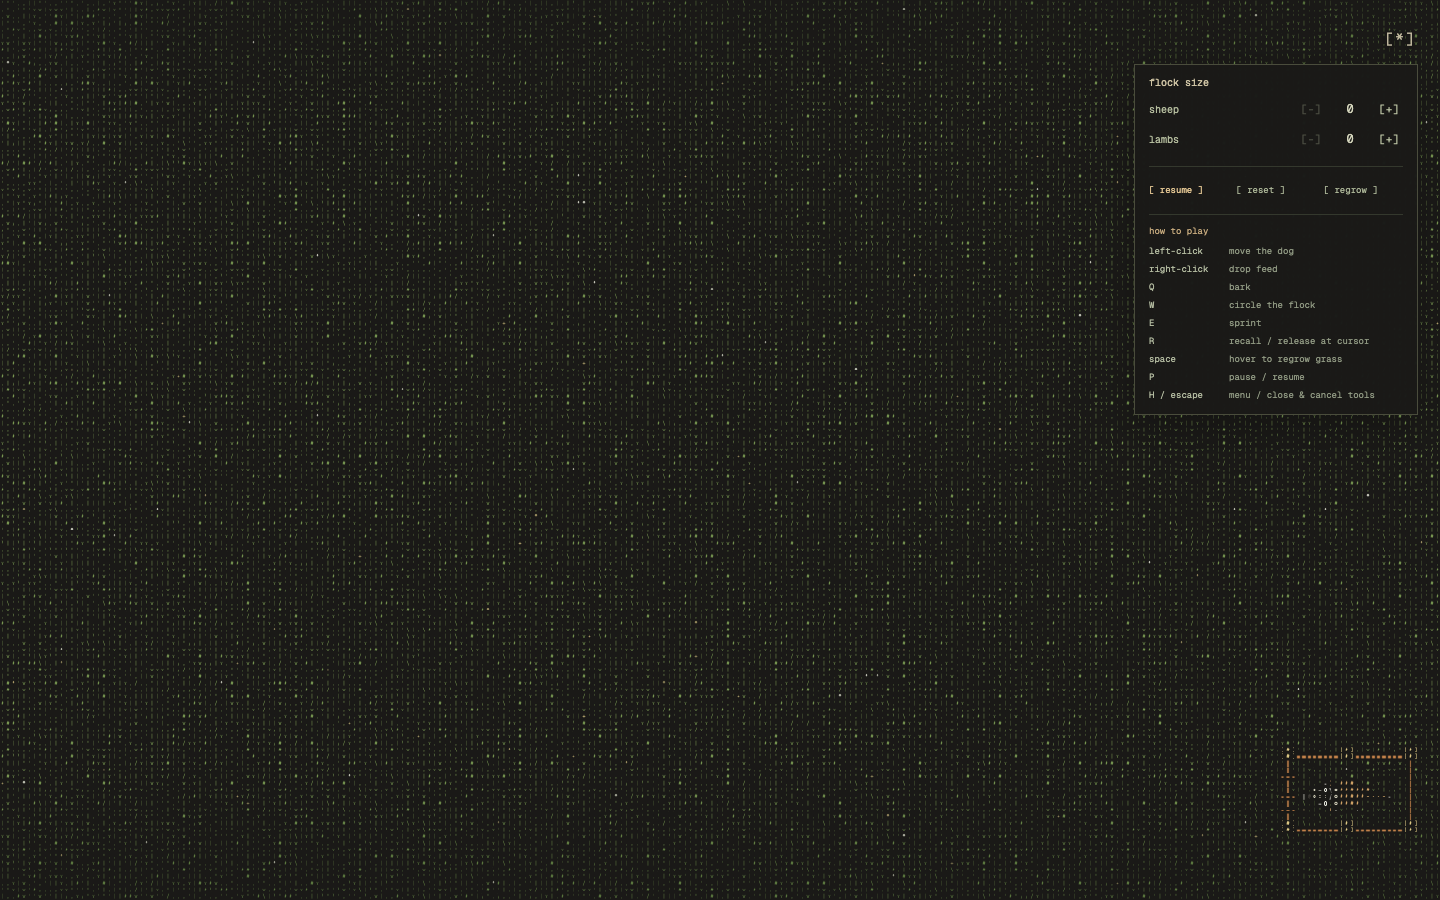 [*]
flock size
sheep [-] 0 [+]
lambs [-] 0 [+]
[ resume ] [ reset ] [ regrow ]
how to play
left-click move the dog
right-click drop feed
Q bark
W circle the flock
E sprint
R recall / release at cursor
space hover to regrow grass
P pause / resume
H / escape menu / close & cancel tools